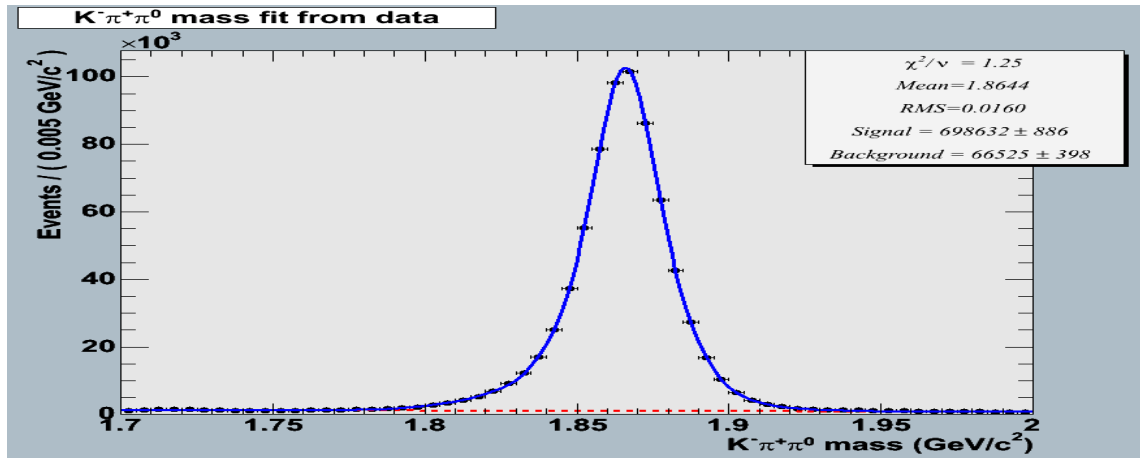 K⁻π⁺π⁰ mass fit from data
×10³
χ²/ν = 1.25
Mean=1.8644
RMS=0.0160
Signal = 698632 ± 886
Background = 66525 ± 398
Events / ( 0.005 GeV/c² )
100
80
60
40
20
0
1.7 1.75 1.8 1.85 1.9 1.95 2
K⁻π⁺π⁰ mass (GeV/c²)